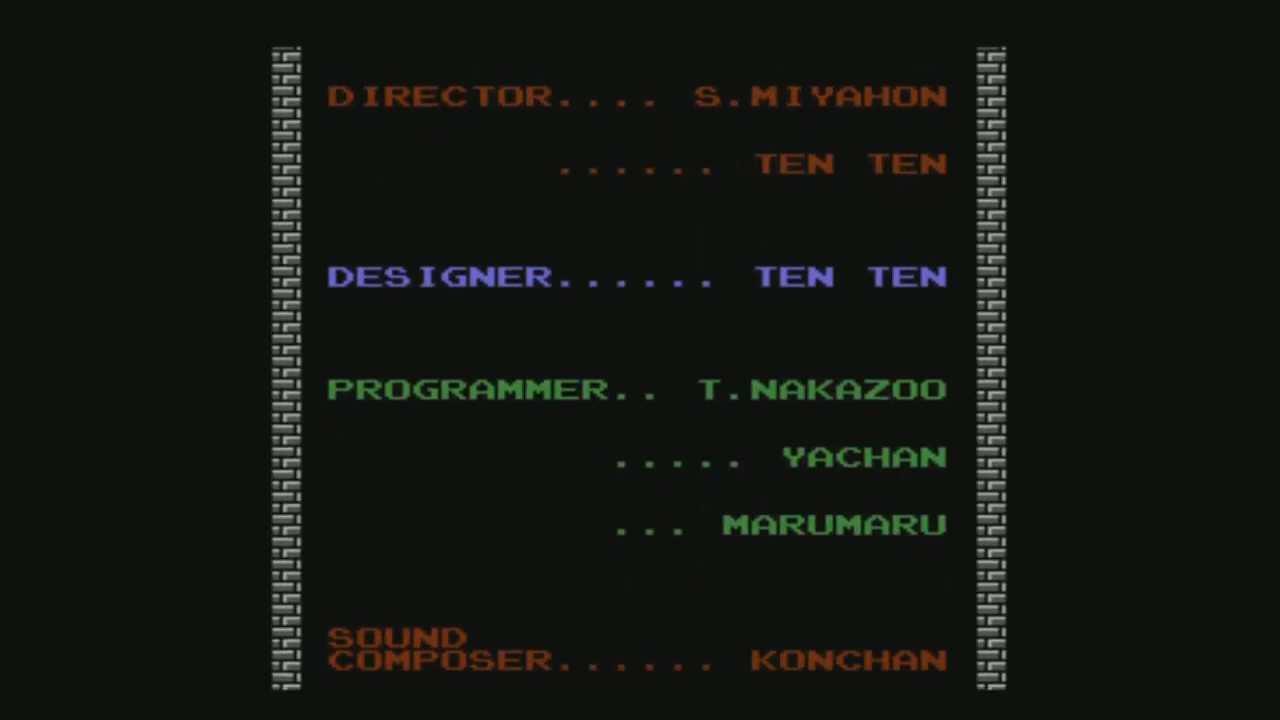 DIRECTOR.... S.MIYAHON
...... TEN TEN
DESIGNER...... TEN TEN
PROGRAMMER.. T.NAKAZOO
..... YACHAN
... MARUMARU
SOUND
COMPOSER...... KONCHAN